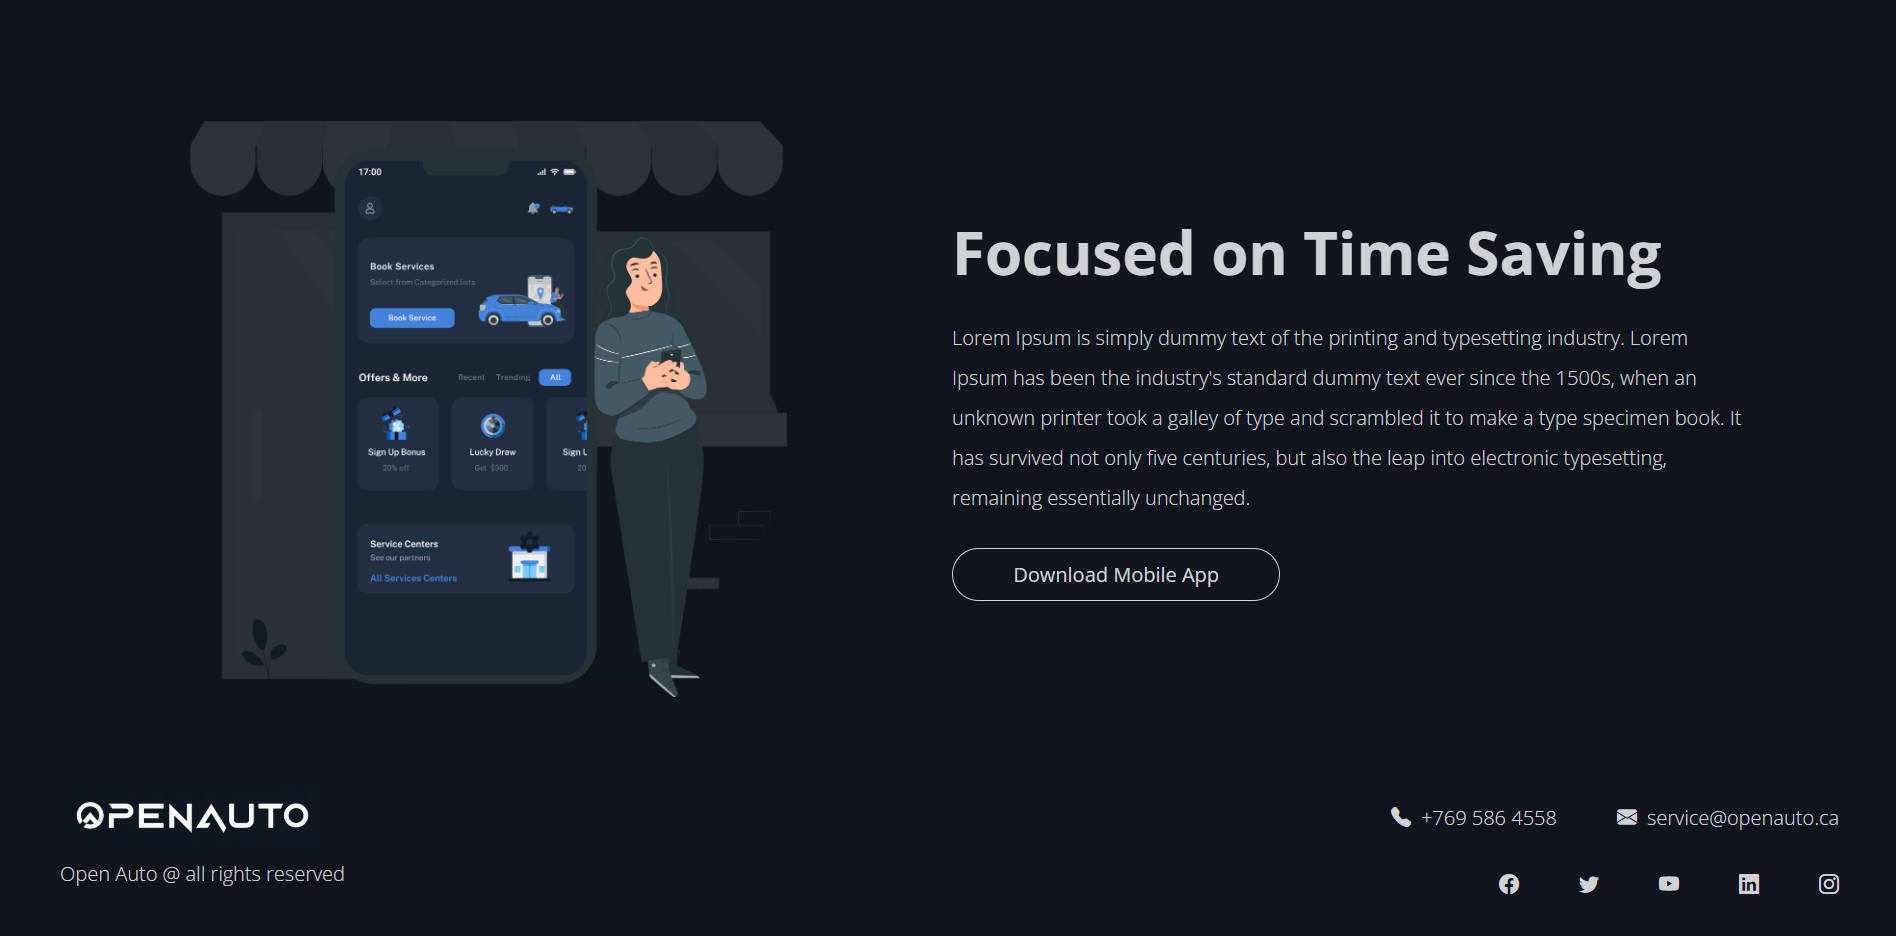 17:00
Book Services
Select from Categorized lists
Book Service
Offers & More
Recent
Trending
All
Sign Up Bonus
20% off
Lucky Draw
Get $300
Sign U
20
Service Centers
See our partners
All Services Centers
Focused on Time Saving
Lorem Ipsum is simply dummy text of the printing and typesetting industry. Lorem
Ipsum has been the industry's standard dummy text ever since the 1500s, when an
unknown printer took a galley of type and scrambled it to make a type specimen book. It
has survived not only five centuries, but also the leap into electronic typesetting,
remaining essentially unchanged.
Download Mobile App
OPENAUTO
Open Auto @ all rights reserved
+769 586 4558
service@openauto.ca